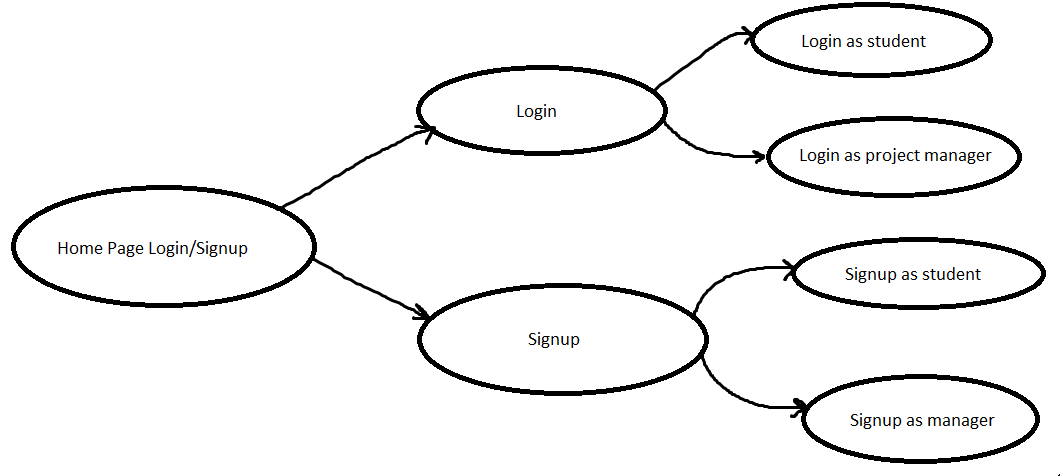 Home Page Login/Signup
Login
Login as student
Login as project manager
Signup
Signup as student
Signup as manager